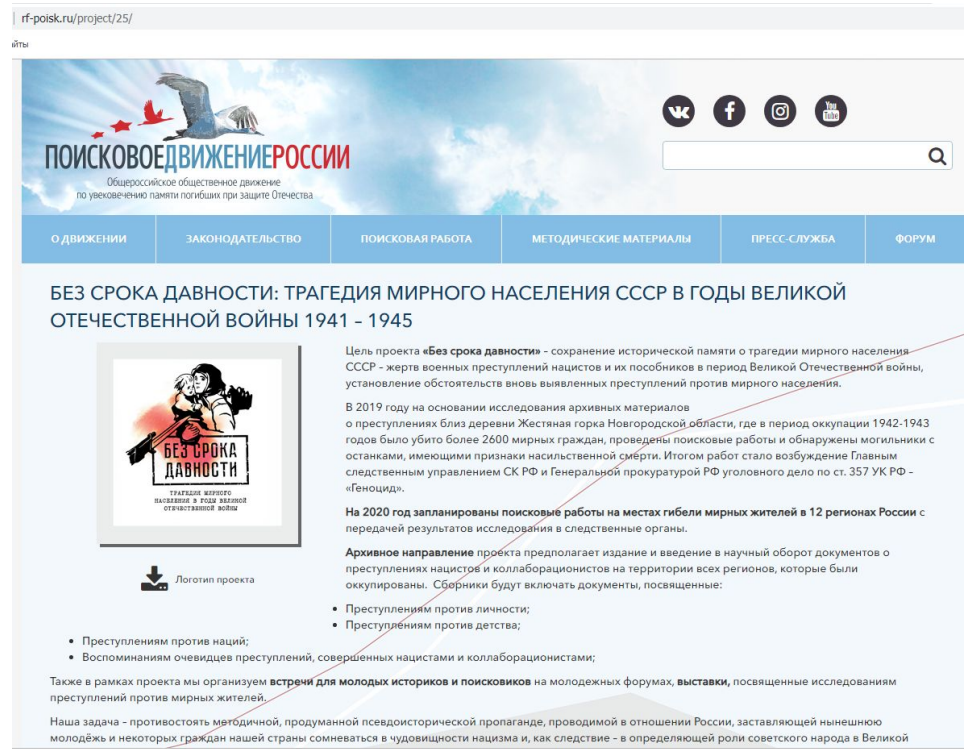 rf-poisk.ru/project/25/
йты
ПОИСКОВОЕДВИЖЕНИЕРОССИИ
Общероссийское общественное движение
по увековечению памяти погибших при защите Отечества
You
Tube
О ДВИЖЕНИИ ЗАКОНОДАТЕЛЬСТВО ПОИСКОВАЯ РАБОТА МЕТОДИЧЕСКИЕ МАТЕРИАЛЫ ПРЕСС-СЛУЖБА ФОРУМ
БЕЗ СРОКА ДАВНОСТИ: ТРАГЕДИЯ МИРНОГО НАСЕЛЕНИЯ СССР В ГОДЫ ВЕЛИКОЙ
ОТЕЧЕСТВЕННОЙ ВОЙНЫ 1941 – 1945
БЕЗ СРОКА
ДАВНОСТИ
ТРАГЕДИЯ МИРНОГО
НАСЕЛЕНИЯ В ГОДЫ ВЕЛИКОЙ
ОТЕЧЕСТВЕННОЙ ВОЙНЫ
Логотип проекта
Цель проекта «Без срока давности» – сохранение исторической памяти о трагедии мирного населения
СССР – жертв военных преступлений нацистов и их пособников в период Великой Отечественной войны,
установление обстоятельств вновь выявленных преступлений против мирного населения.
В 2019 году на основании исследования архивных материалов
о преступлениях близ деревни Жестяная горка Новгородской области, где в период оккупации 1942-1943
годов было убито более 2600 мирных граждан, проведены поисковые работы и обнаружены могильники с
останками, имеющими признаки насильственной смерти. Итогом работ стало возбуждение Главным
следственным управлением СК РФ и Генеральной прокуратурой РФ уголовного дело по ст. 357 УК РФ –
«Геноцид».
На 2020 год запланированы поисковые работы на местах гибели мирных жителей в 12 регионах России с
передачей результатов исследования в следственные органы.
Архивное направление проекта предполагает издание и введение в научный оборот документов о
преступлениях нацистов и коллаборационистов на территории всех регионов, которые были
оккупированы. Сборники будут включать документы, посвященные:
• Преступлениям против личности;
• Преступлениям против детства;
• Преступлениям против наций;
• Воспоминаниям очевидцев преступлений, совершенных нацистами и коллаборационистами;
Также в рамках проекта мы организуем встречи для молодых историков и поисковиков на молодежных форумах, выставки, посвященные исследованиям
преступлений против мирных жителей.
Наша задача – противостоять методичной, продуманной псевдоисторической пропаганде, проводимой в отношении России, заставляющей нынешнюю
молодёжь и некоторых граждан нашей страны сомневаться в чудовищности нацизма и, как следствие – в определяющей роли советского народа в Великой